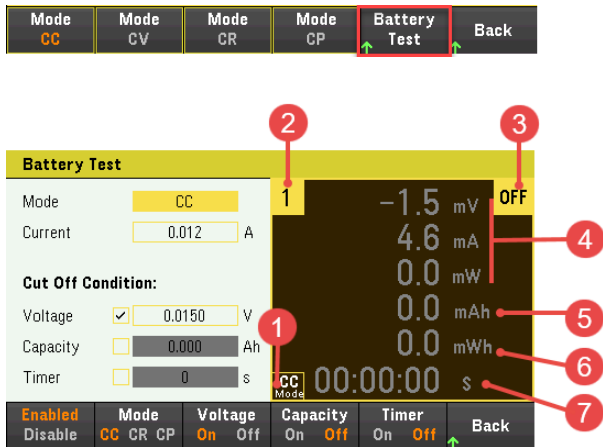 Mode Mode Mode Mode Battery
CC CV CR CP Test Back
2 3
Battery Test
Mode CC 1 -1.5 mV OFF
Current 0.012 A 4.6 mA 4
Cut Off Condition: 0.0 mW
Voltage 0.0150 V 1 0.0 mAh 5
Capacity 0.000 Ah 0.0 mWh 6
Timer 0 s CC Mode 00:00:00 S 7
Enabled Mode Voltage Capacity Timer
Disable CC CR CP On Off On Off On Off Back